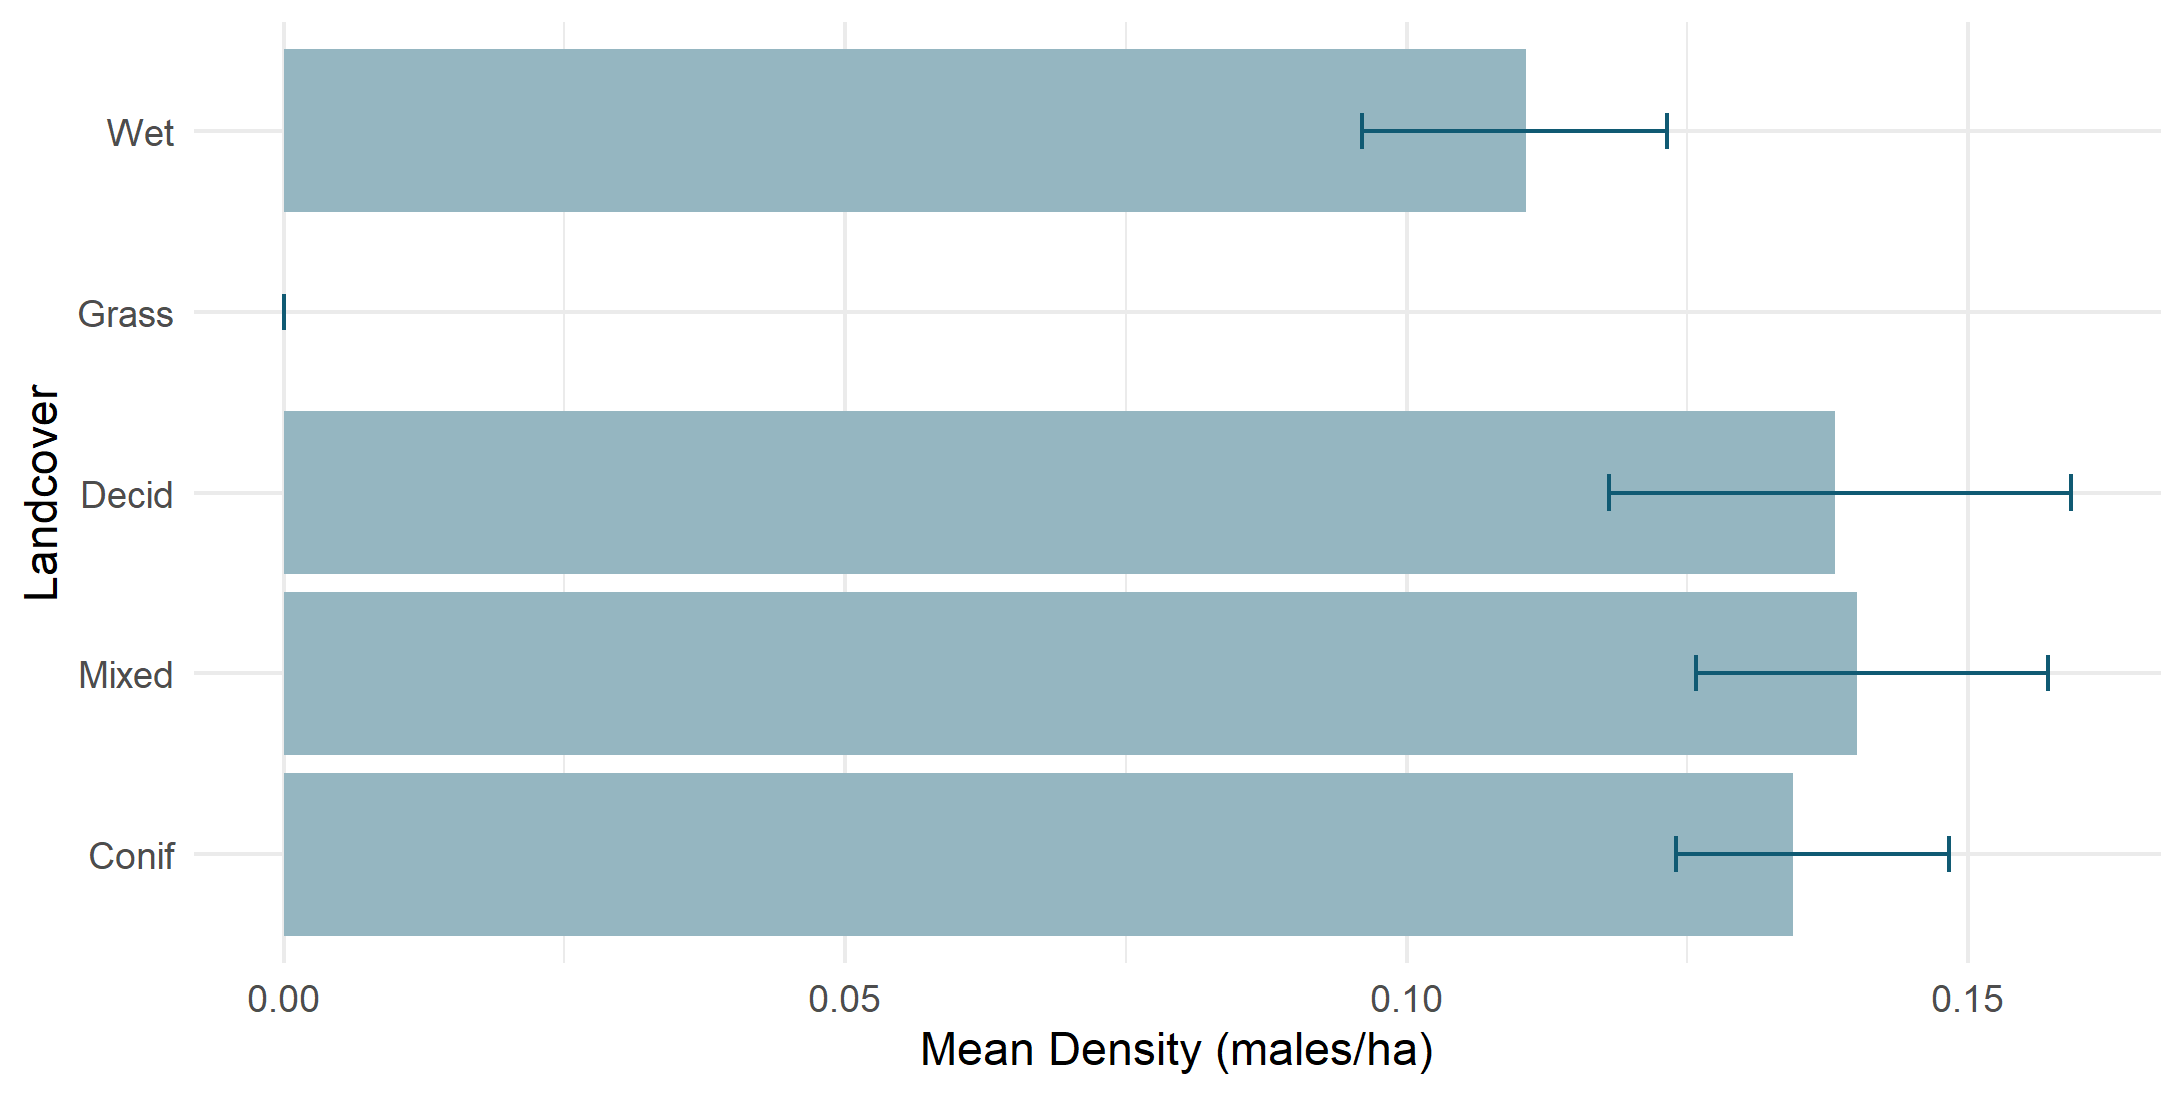 Landcover
Wet
Grass
Decid
Mixed
Conif
0.00 0.05 0.10 0.15
Mean Density (males/ha)